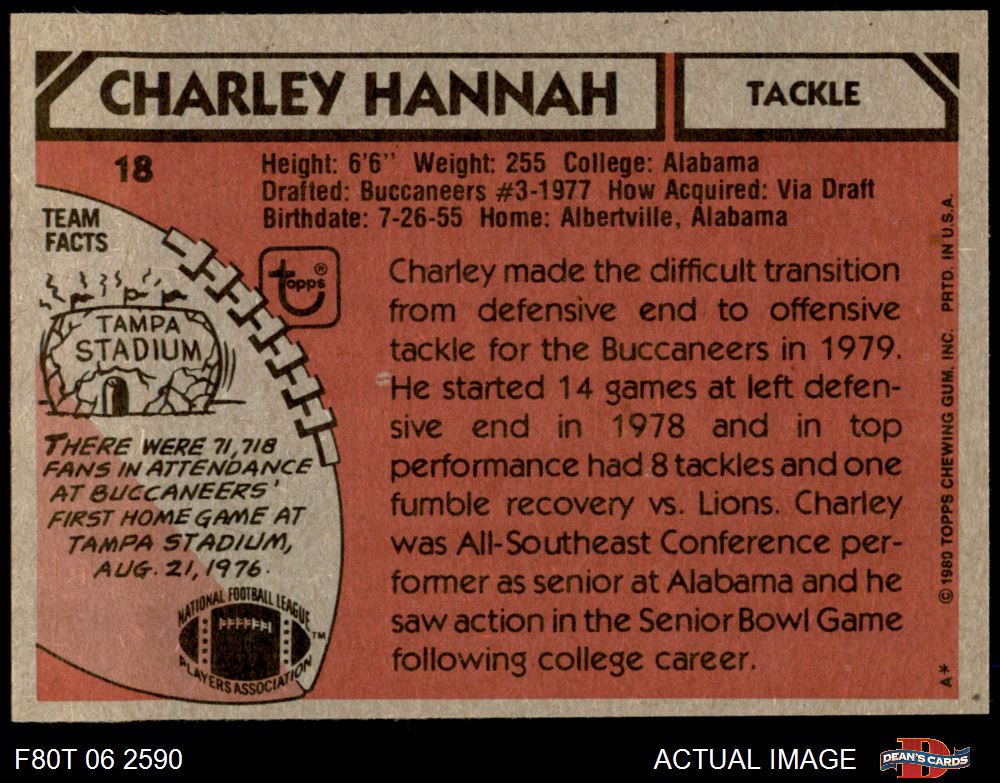 CHARLEY HANNAH
TACKLE
18
Height: 6'6" Weight: 255 College: Alabama
Drafted: Buccaneers #3-1977 How Acquired: Via Draft
Birthdate: 7-26-55 Home: Albertville, Alabama
TEAM
FACTS
TAMPA
STADIUM
THERE WERE 71,718
FANS IN ATTENDANCE
AT BUCCANEERS'
FIRST HOME GAME AT
TAMPA STADIUM,
AUG. 21, 1976.
NATIONAL FOOTBALL LEAGUE
PLAYERS ASSOCIATION
TM
topps®
Charley made the difficult transition
from defensive end to offensive
tackle for the Buccaneers in 1979.
He started 14 games at left defen-
sive end in 1978 and in top
performance had 8 tackles and one
fumble recovery vs. Lions. Charley
was All-Southeast Conference per-
former as senior at Alabama and he
saw action in the Senior Bowl Game
following college career.
A* © 1980 TOPPS CHEWING GUM, INC. PRTD. IN U.S.A.
F80T 06 2590
ACTUAL IMAGE
DEAN'S CARDS